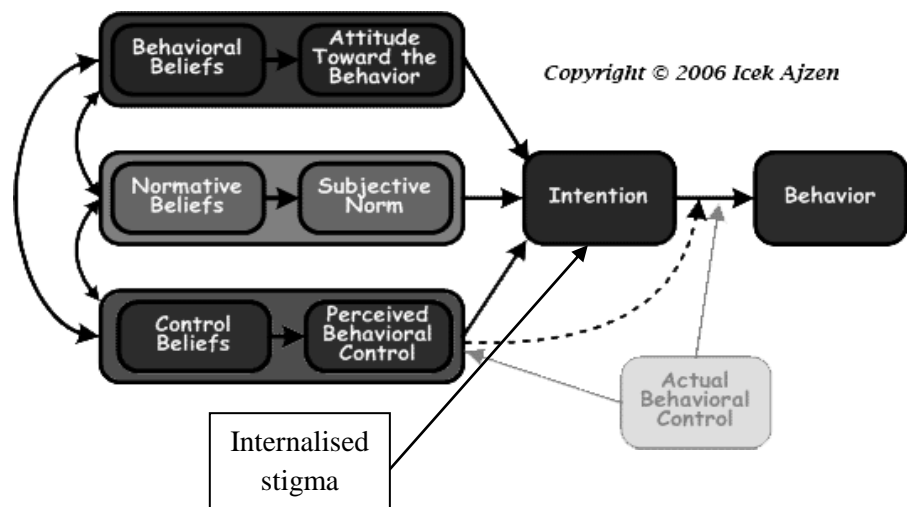 Behavioral
Beliefs
Attitude
Toward the
Behavior
Copyright © 2006 Icek Ajzen
Normative
Beliefs
Subjective
Norm
Intention
Behavior
Control
Beliefs
Perceived
Behavioral
Control
Actual
Behavioral
Control
Internalised
stigma